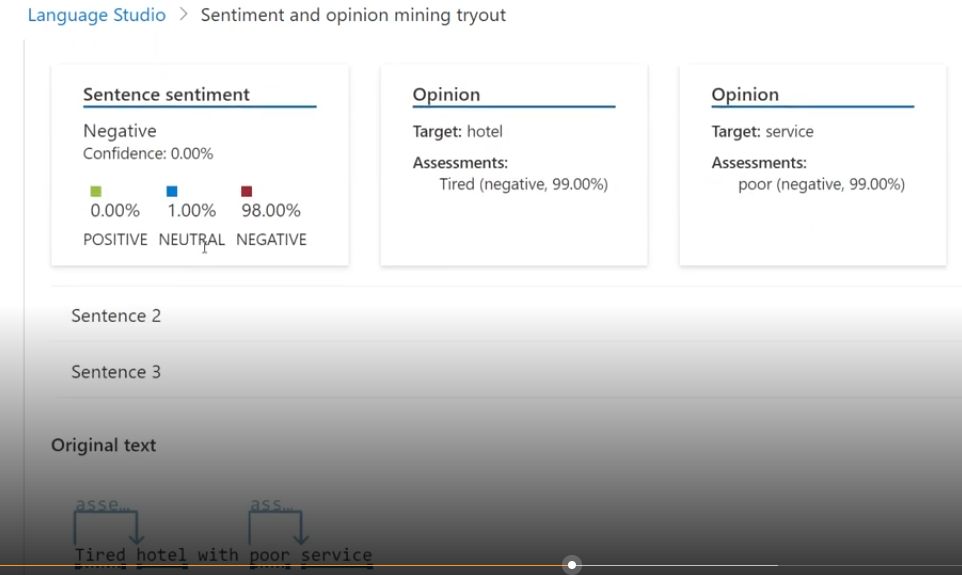 Language Studio > Sentiment and opinion mining tryout
Sentence sentiment
Negative
Confidence: 0.00%
0.00% 1.00% 98.00%
POSITIVE NEUTRAL NEGATIVE
Opinion
Target: hotel
Assessments:
Tired (negative, 99.00%)
Opinion
Target: service
Assessments:
poor (negative, 99.00%)
Sentence 2
Sentence 3
Original text
asse... ass...
Tired hotel with poor service